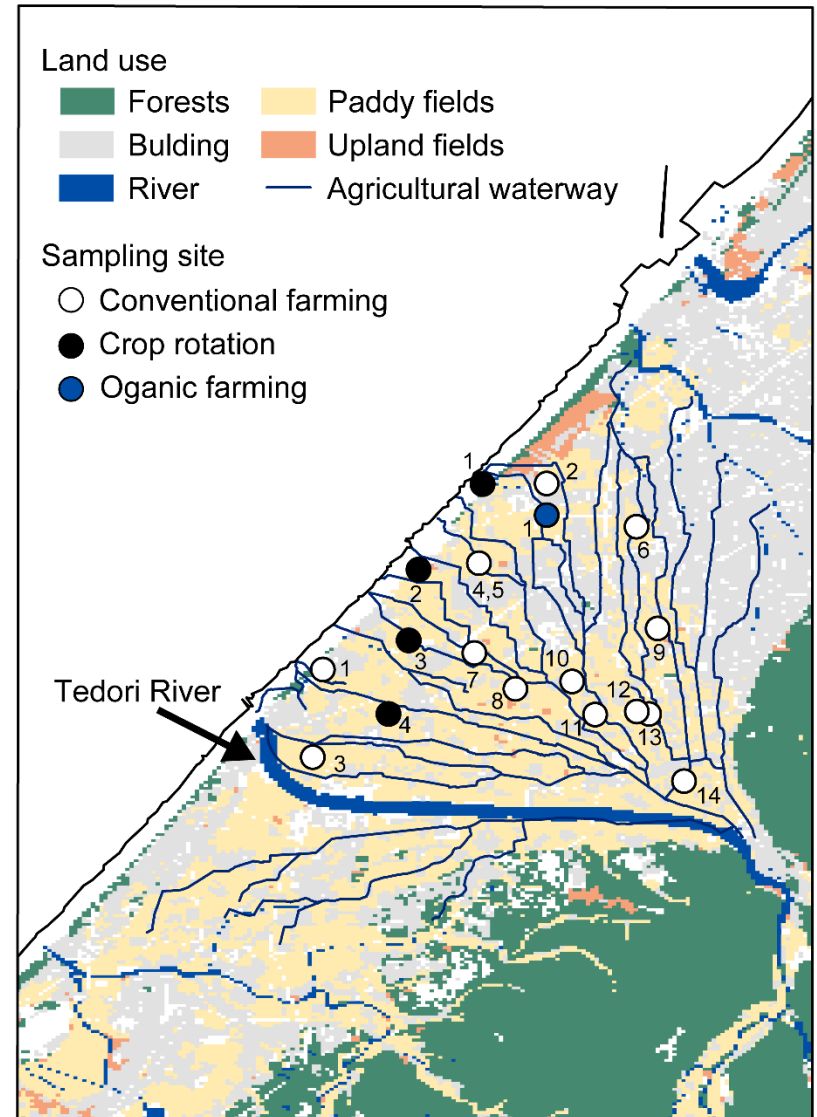 Land use
Forests
Paddy fields
Bulding
Upland fields
River
Agricultural waterway
Sampling site
Conventional farming
Crop rotation
Oganic farming
1
2
1
6
4,5
2
3
7
9
1
10
8
12
Tedori River
4
11
13
3
14